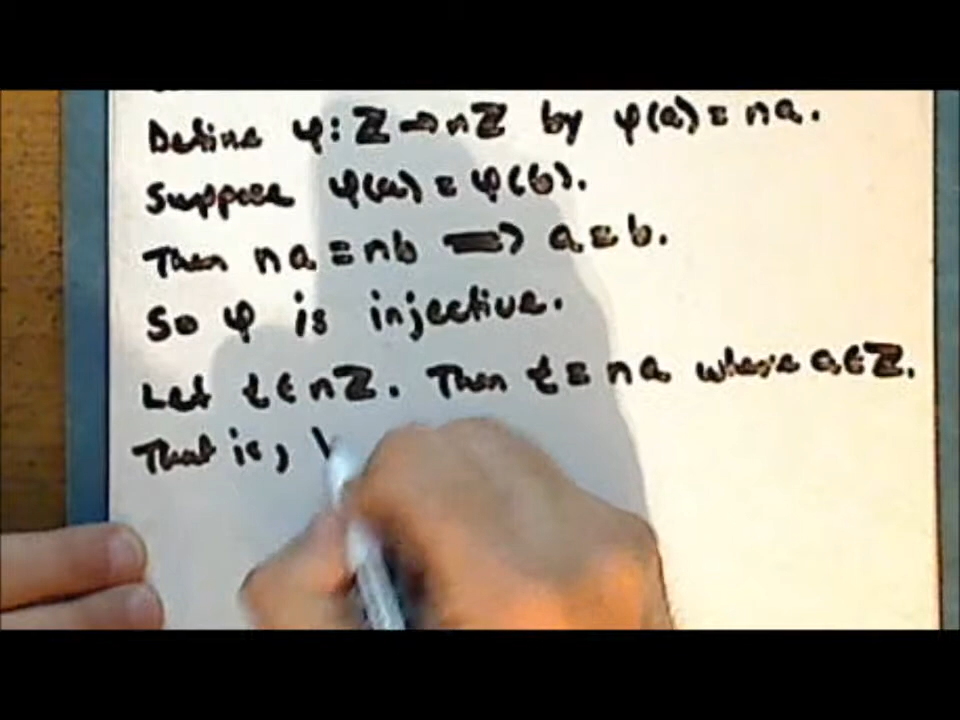 Define φ: ℤ → nℤ by φ(a) = na.
Suppose φ(a) = φ(b).
Then na = nb ⟹ a = b.
So φ is injective.
Let t ∈ nℤ. Then t = na where a ∈ ℤ.
That is,